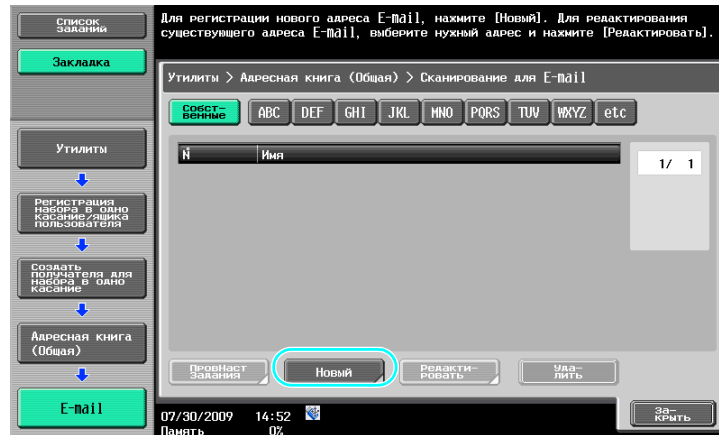 Список
заданий
Для регистрации нового адреса E-mail, нажмите [Новый]. Для редактирования
существующего адреса E-mail, выберите нужный адрес и нажмите [Редактировать].
Закладка
Утилиты > Адресная книга (Общая) > Сканирование для E-mail
Собст-
венные
ABC DEF GHI JKL MNO PQRS TUV WXYZ etc
N Имя
1/ 1
Утилиты
Регистрация
набора в одно
касание/ящика
пользователя
Создать
получателя для
набора в одно
касание
Адресная книга
(Общая)
E-mail
ПровНаст
Задания
Новый
Редакти-
ровать
Уда-
лить
07/30/2009 14:52
Память 0%
За-
крыть